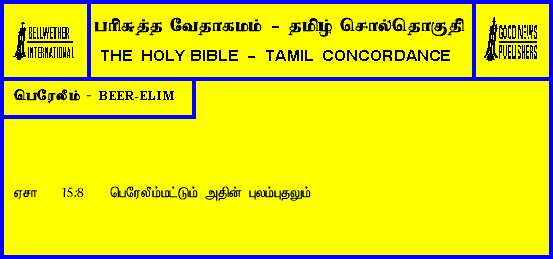 BELLWETHER
INTERNATIONAL
பரிசுத்த வேதாகமம் - தமிழ் சொல்தொகுதி
THE HOLY BIBLE - TAMIL CONCORDANCE
GOOD NEWS
PUBLISHERS
பெரேலீம் - BEER-ELIM
ஏசா 15:8 பெரேலீம்மட்டும் அதின் புலம்புதலும்